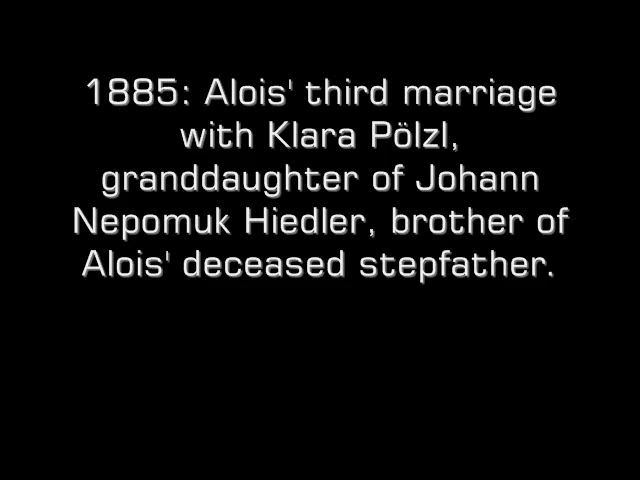 1885: Alois' third marriage
with Klara Pölzl,
granddaughter of Johann
Nepomuk Hiedler, brother of
Alois' deceased stepfather.